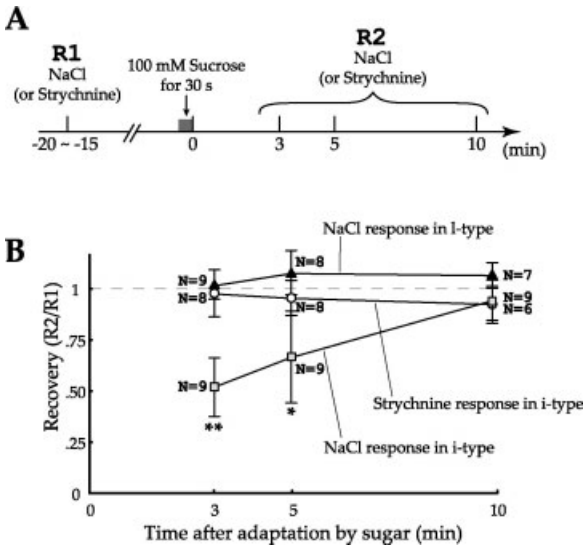 A
R1
NaCl
(or Strychnine)
100 mM Sucrose
for 30 s
R2
NaCl
(or Strychnine)
-20 ~ -15
0
3
5
10
(min)
B
NaCl response in l-type
N=9
N=8
N=7
1
N=8
N=8
N=9
N=6
.75
Recovery (R2/R1)
.50
N=9
N=9
Strychnine response in i-type
**
*
NaCl response in i-type
.25
0
0
3
5
10
Time after adaptation by sugar (min)